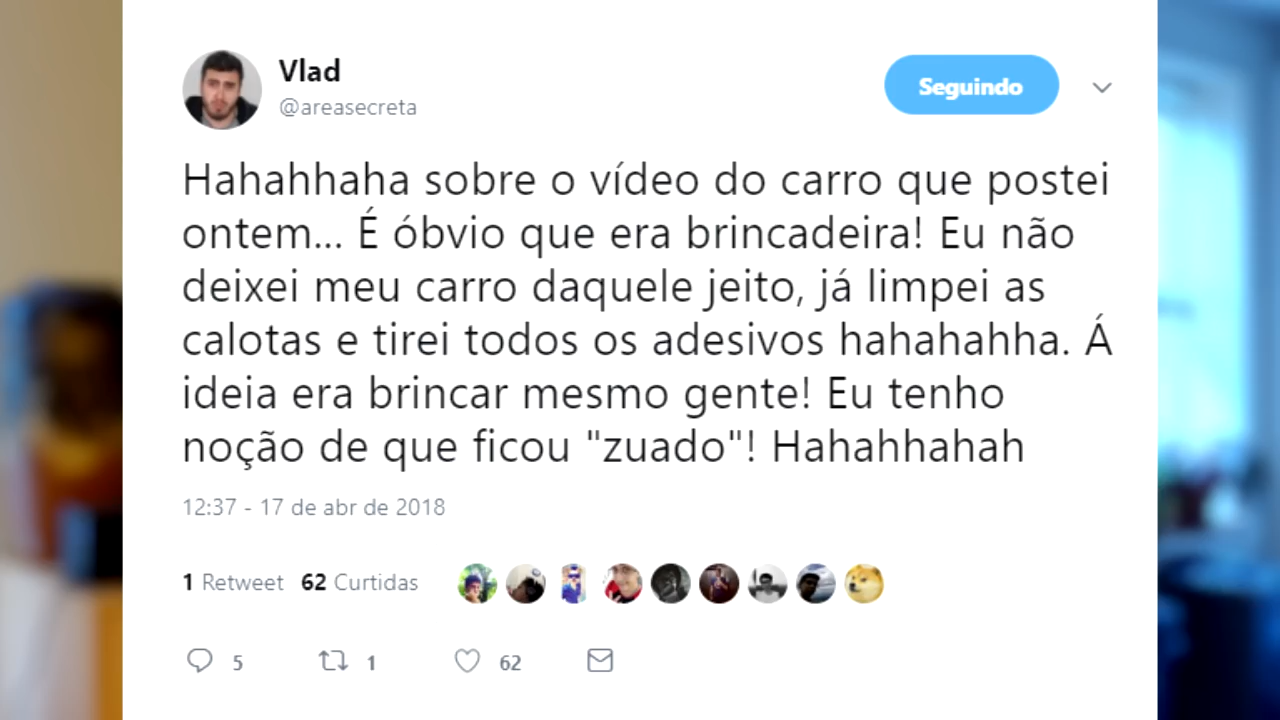 Vlad
@areasecreta
Seguindo
Hahahhaha sobre o vídeo do carro que postei
ontem... É óbvio que era brincadeira! Eu não
deixei meu carro daquele jeito, já limpei as
calotas e tirei todos os adesivos hahahahha. Á
ideia era brincar mesmo gente! Eu tenho
noção de que ficou "zuado"! Hahahhahah
12:37 - 17 de abr de 2018
1 Retweet 62 Curtidas
5 1 62